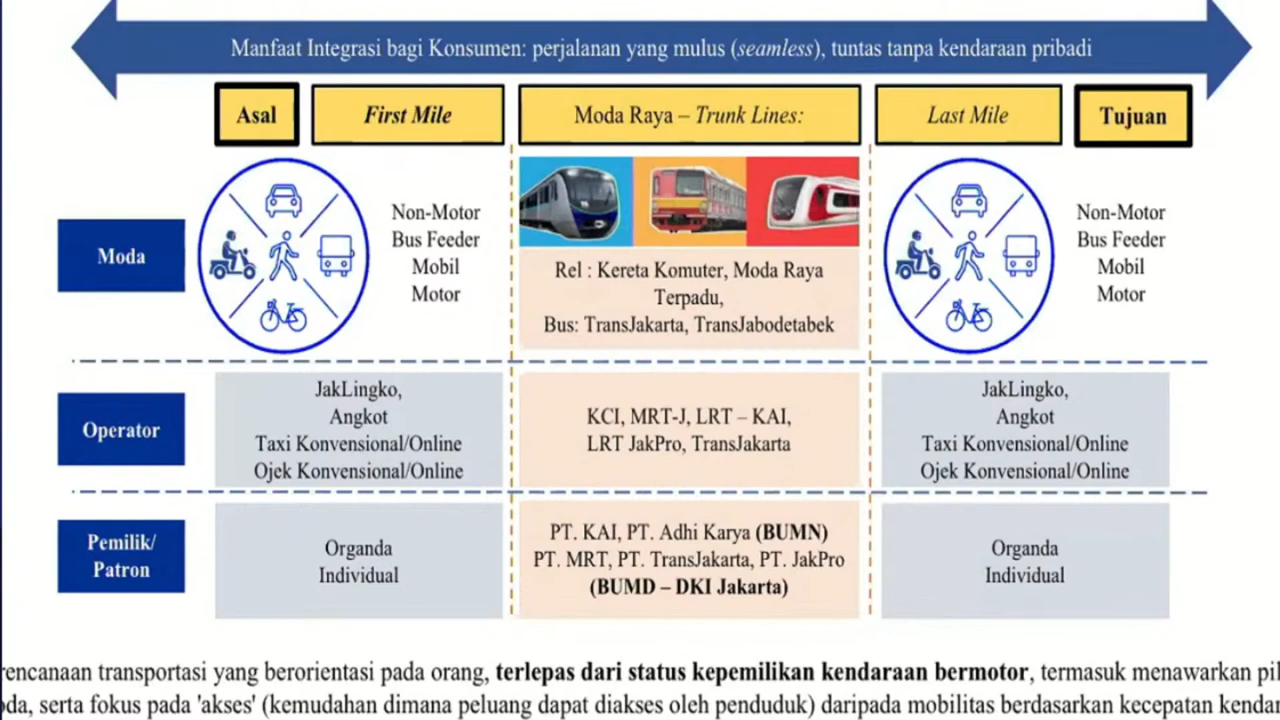 Manfaat Integrasi bagi Konsumen: perjalanan yang mulus (seamless), tuntas tanpa kendaraan pribadi
Asal
First Mile
Moda Raya – Trunk Lines:
Last Mile
Tujuan
Moda
Non-Motor
Bus Feeder
Mobil
Motor
Rel : Kereta Komuter, Moda Raya
Terpadu,
Bus: TransJakarta, TransJabodetabek
Non-Motor
Bus Feeder
Mobil
Motor
Operator
JakLingko,
Angkot
Taxi Konvensional/Online
Ojek Konvensional/Online
KCI, MRT-J, LRT – KAI,
LRT JakPro, TransJakarta
JakLingko,
Angkot
Taxi Konvensional/Online
Ojek Konvensional/Online
Pemilik/
Patron
Organda
Individual
PT. KAI, PT. Adhi Karya (BUMN)
PT. MRT, PT. TransJakarta, PT. JakPro
(BUMD – DKI Jakarta)
Organda
Individual
rencanaan transportasi yang berorientasi pada orang, terlepas dari status kepemilikan kendaraan bermotor, termasuk menawarkan pil
oda, serta fokus pada 'akses' (kemudahan dimana peluang dapat diakses oleh penduduk) daripada mobilitas berdasarkan kecepatan kendar